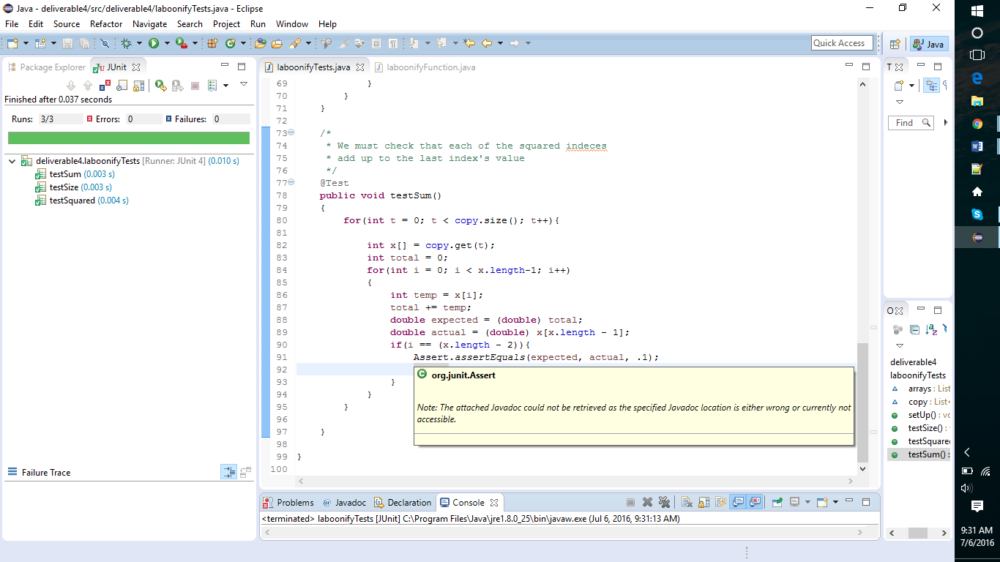 Java - deliverable4/src/deliverable4/laboonifyTests.java - Eclipse
File Edit Source Refactor Navigate Search Project Run Window Help
Quick Access
Java
Package Explorer JUnit
Finished after 0.037 seconds
Runs: 3/3 Errors: 0 Failures: 0
deliverable4.laboonifyTests [Runner: JUnit 4] (0.010 s)
testSum (0.003 s)
testSize (0.003 s)
testSquared (0.004 s)
Failure Trace
laboonifyTests.java laboonifyFunction.java
69 }
70 }
71 }
72
73 /*
74 * We must check that each of the squared indeces
75 * add up to the last index's value
76 */
77 @Test
78 public void testSum()
79 {
80 for(int t = 0; t < copy.size(); t++){
81
82 int x[] = copy.get(t);
83 int total = 0;
84 for(int i = 0; i < x.length-1; i++)
85 {
86 int temp = x[i];
87 total += temp;
88 double expected = (double) total;
89 double actual = (double) x[x.length - 1];
90 if(i == (x.length - 2)){
91 Assert.assertEquals(expected, actual, .1);
92
93 }
94 }
95 }
96
97 }
98
99 }
100
org.junit.Assert
Note: The attached Javadoc could not be retrieved as the specified Javadoc location is either wrong or currently not
accessible.
Problems @ Javadoc Declaration Console
<terminated> laboonifyTests [JUnit] C:\Program Files\Java\jre1.8.0_25\bin\javaw.exe (Jul 6, 2016, 9:31:13 AM)
T
Find
O
deliverable4
laboonifyTests
arrays : List
copy : List<
setUp() : vo
testSize() :
testSquared
testSum() :
9:31 AM
7/6/2016